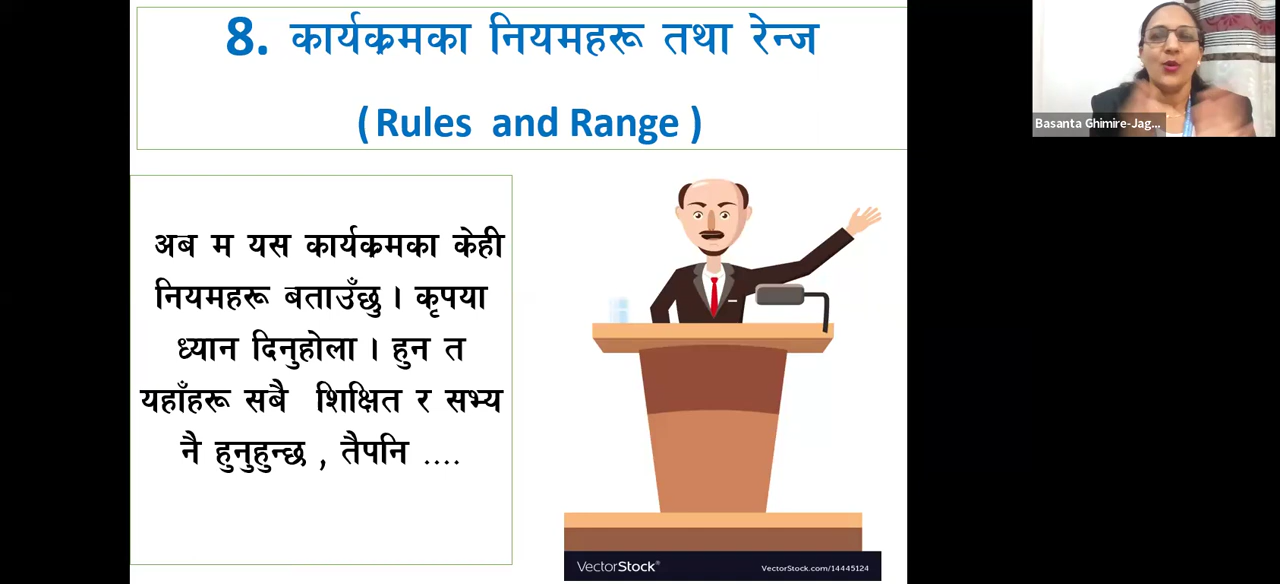 8. कार्यक्रमका नियमहरू तथा रेन्ज
( Rules and Range )
Basanta Ghimire-Jag...
अब म यस कार्यक्रमका केही
नियमहरू बताउँछु । कृपया
ध्यान दिनुहोला । हुन त
यहाँहरू सबै शिक्षित र सभ्य
नै हुनुहुन्छ , तैपनि ....
VectorStock®
VectorStock.com/14445124